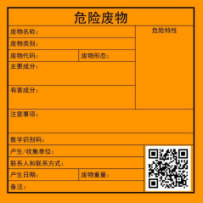 危险废物
废物名称： 危险特性
废物类别：
废物代码： 废物形态：
主要成分：
有害成分：
注意事项：
数字识别码：
产生/收集单位：
联系人和联系方式：
产生日期： 废物重量：
备注：